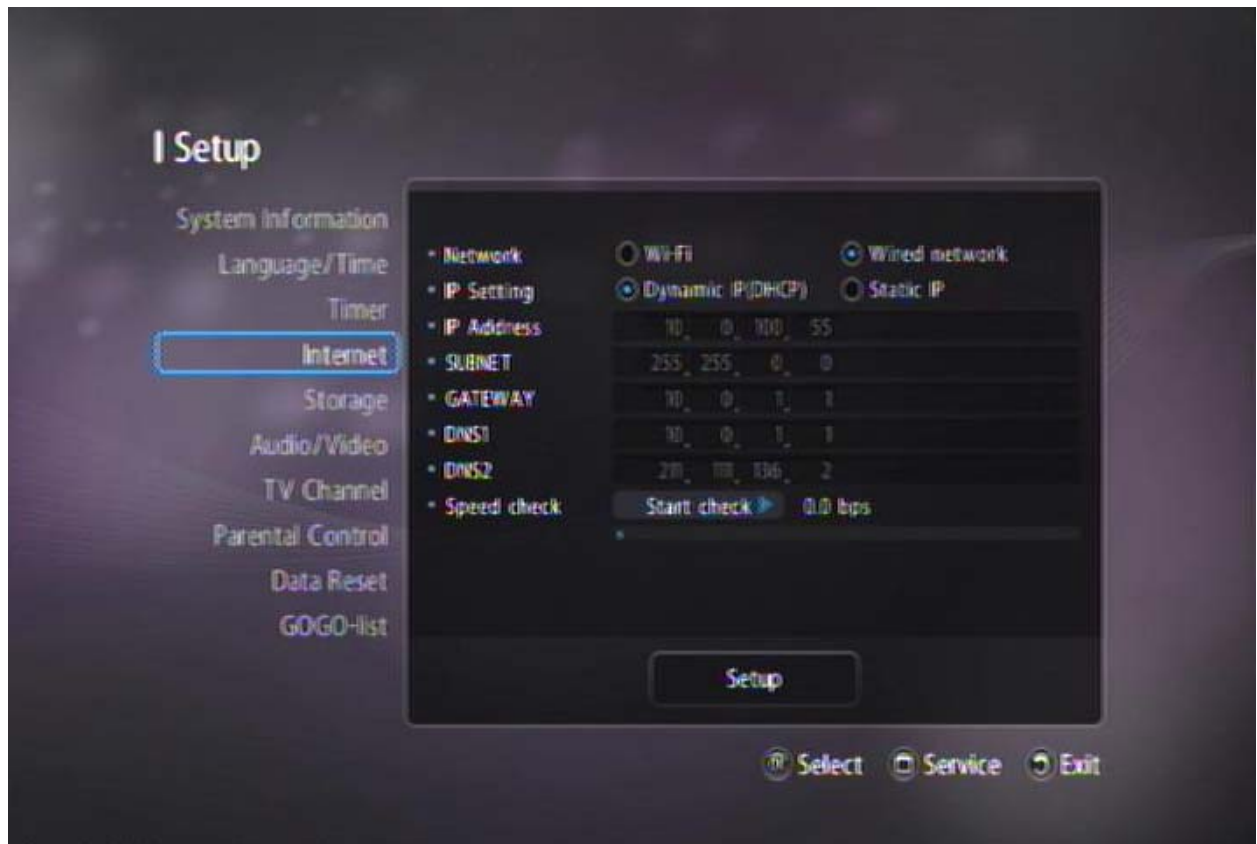 Setup
System Information
Language/Time
Timer
Internet
Storage
Audio/Video
TV Channel
Parental Control
Data Reset
GOGO-list
Network Wi-Fi Wired network
IP Setting Dynamic IP(DHCP) Static IP
IP Address 10. 0. 100. 55
SUBNET 255. 255. 0. 0
GATEWAY 10. 0. 1. 1
DNS1 10. 0. 1. 1
DNS2
Speed check Start check 0.0 bps
Setup
Select Service Exit